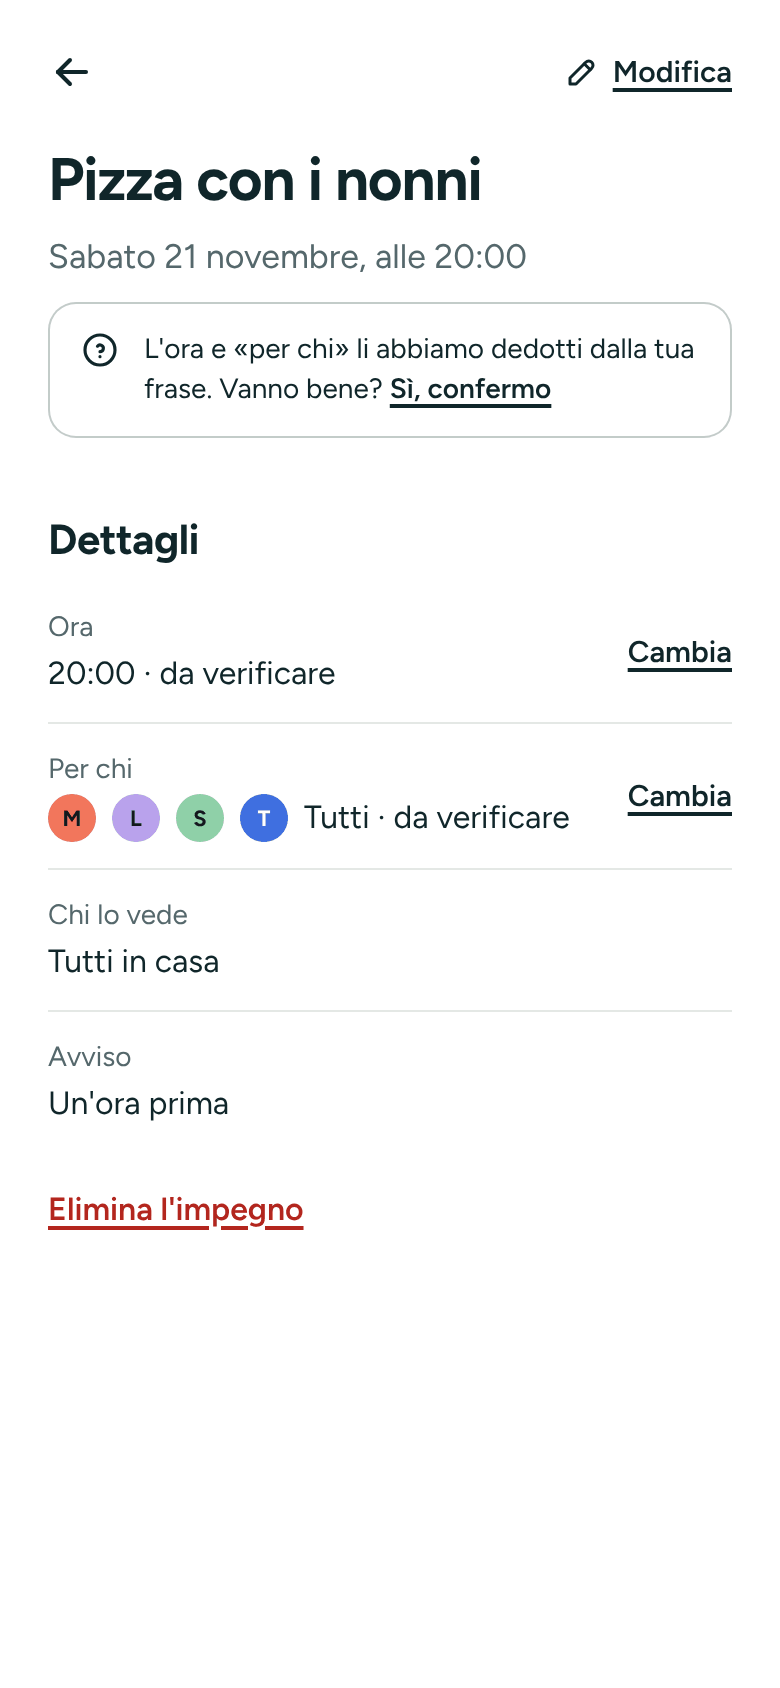 Modifica
Pizza con i nonni
Sabato 21 novembre, alle 20:00
L'ora e «per chi» li abbiamo dedotti dalla tua
frase. Vanno bene? Sì, confermo
Dettagli
Ora
20:00 · da verificare
Cambia
Per chi
M L S T Tutti · da verificare
Cambia
Chi lo vede
Tutti in casa
Avviso
Un'ora prima
Elimina l'impegno